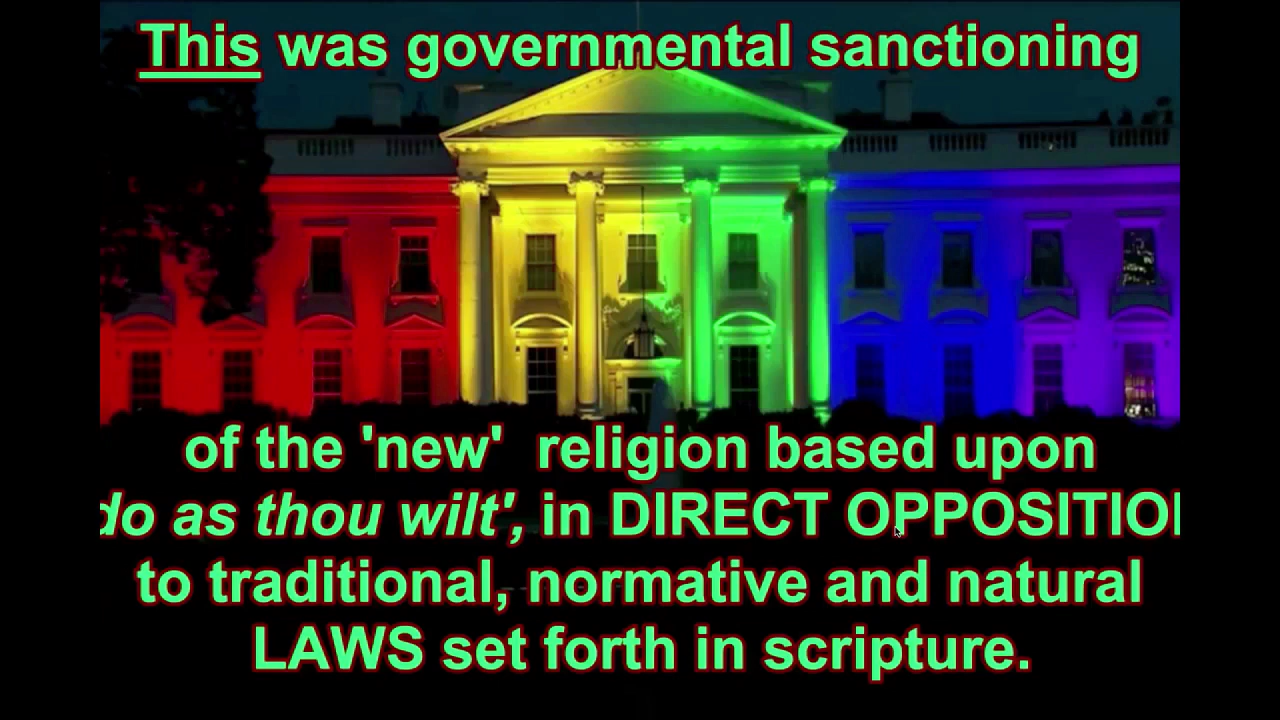 This was governmental sanctioning
of the 'new' religion based upon
do as thou wilt', in DIRECT OPPOSITIO
to traditional, normative and natural
LAWS set forth in scripture.